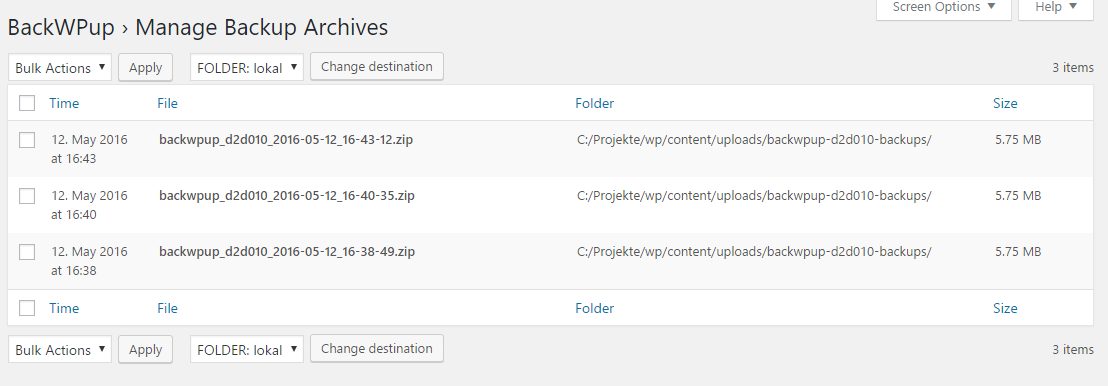 Screen Options ▼ Help ▼
BackWPup › Manage Backup Archives
Bulk Actions ▼ Apply FOLDER: lokal ▼ Change destination 3 items
Time File Folder Size
12. May 2016 backwpup_d2d010_2016-05-12_16-43-12.zip C:/Projekte/wp/content/uploads/backwpup-d2d010-backups/ 5.75 MB
at 16:43
12. May 2016 backwpup_d2d010_2016-05-12_16-40-35.zip C:/Projekte/wp/content/uploads/backwpup-d2d010-backups/ 5.75 MB
at 16:40
12. May 2016 backwpup_d2d010_2016-05-12_16-38-49.zip C:/Projekte/wp/content/uploads/backwpup-d2d010-backups/ 5.75 MB
at 16:38
Time File Folder Size
Bulk Actions ▼ Apply FOLDER: lokal ▼ Change destination 3 items